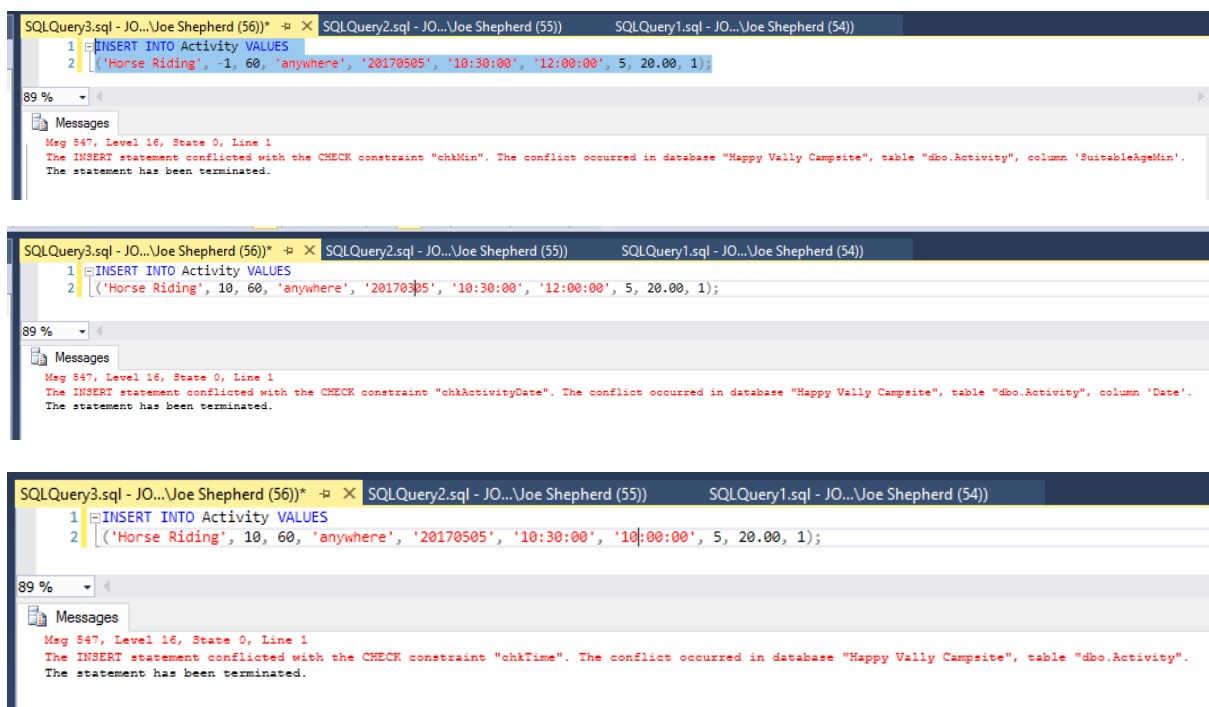 SQLQuery3.sql - JO...\Joe Shepherd (56))* SQLQuery2.sql - JO...\Joe Shepherd (55)) SQLQuery1.sql - JO...\Joe Shepherd (54))
1 INSERT INTO Activity VALUES
2 ('Horse Riding', -1, 60, 'anywhere', '20170505', '10:30:00', '12:00:00', 5, 20.00, 1);
89 %
Messages
Msg 547, Level 16, State 0, Line 1
The INSERT statement conflicted with the CHECK constraint "chkMin". The conflict occurred in database "Happy Vally Campsite", table "dbo.Activity", column 'SuitableAgeMin'.
The statement has been terminated.
SQLQuery3.sql - JO...\Joe Shepherd (56))* SQLQuery2.sql - JO...\Joe Shepherd (55)) SQLQuery1.sql - JO...\Joe Shepherd (54))
1 INSERT INTO Activity VALUES
2 ('Horse Riding', 10, 60, 'anywhere', '20170305', '10:30:00', '12:00:00', 5, 20.00, 1);
89 %
Messages
Msg 547, Level 16, State 0, Line 1
The INSERT statement conflicted with the CHECK constraint "chkActivityDate". The conflict occurred in database "Happy Vally Campsite", table "dbo.Activity", column 'Date'.
The statement has been terminated.
SQLQuery3.sql - JO...\Joe Shepherd (56))* SQLQuery2.sql - JO...\Joe Shepherd (55)) SQLQuery1.sql - JO...\Joe Shepherd (54))
1 INSERT INTO Activity VALUES
2 ('Horse Riding', 10, 60, 'anywhere', '20170505', '10:30:00', '10:00:00', 5, 20.00, 1);
89 %
Messages
Msg 547, Level 16, State 0, Line 1
The INSERT statement conflicted with the CHECK constraint "chkTime". The conflict occurred in database "Happy Vally Campsite", table "dbo.Activity".
The statement has been terminated.